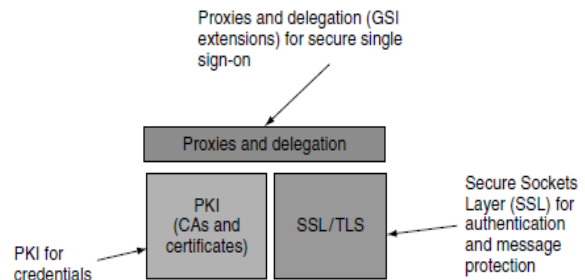 Proxies and delegation (GSI
extensions) for secure single
sign-on
Proxies and delegation
PKI
(CAs and
certificates)
SSL/TLS
PKI for
credentials
Secure Sockets
Layer (SSL) for
authentication
and message
protection